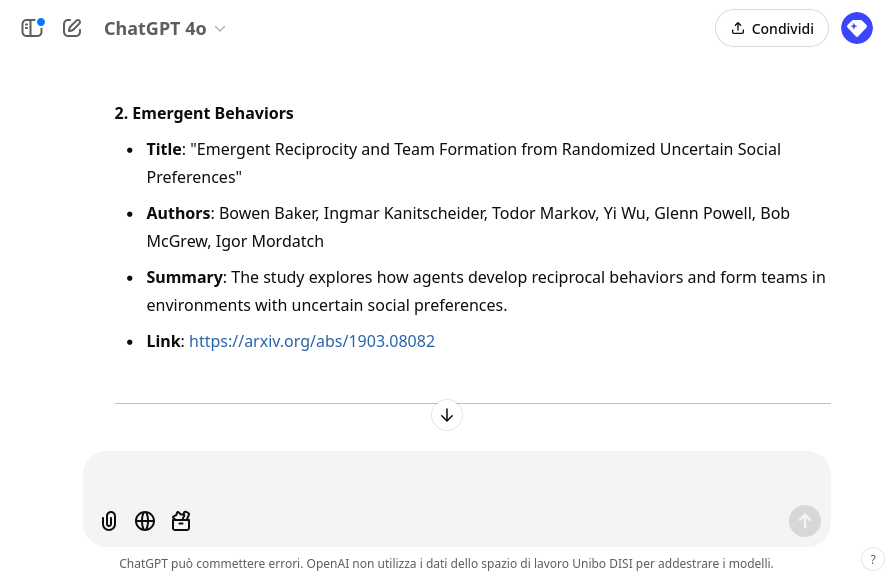 ChatGPT 4o
Condividi
2. Emergent Behaviors
• Title: "Emergent Reciprocity and Team Formation from Randomized Uncertain Social
Preferences"
• Authors: Bowen Baker, Ingmar Kanitscheider, Todor Markov, Yi Wu, Glenn Powell, Bob
McGrew, Igor Mordatch
• Summary: The study explores how agents develop reciprocal behaviors and form teams in
environments with uncertain social preferences.
• Link: https://arxiv.org/abs/1903.08082
ChatGPT può commettere errori. OpenAI non utilizza i dati dello spazio di lavoro Unibo DISI per addestrare i modelli.
?